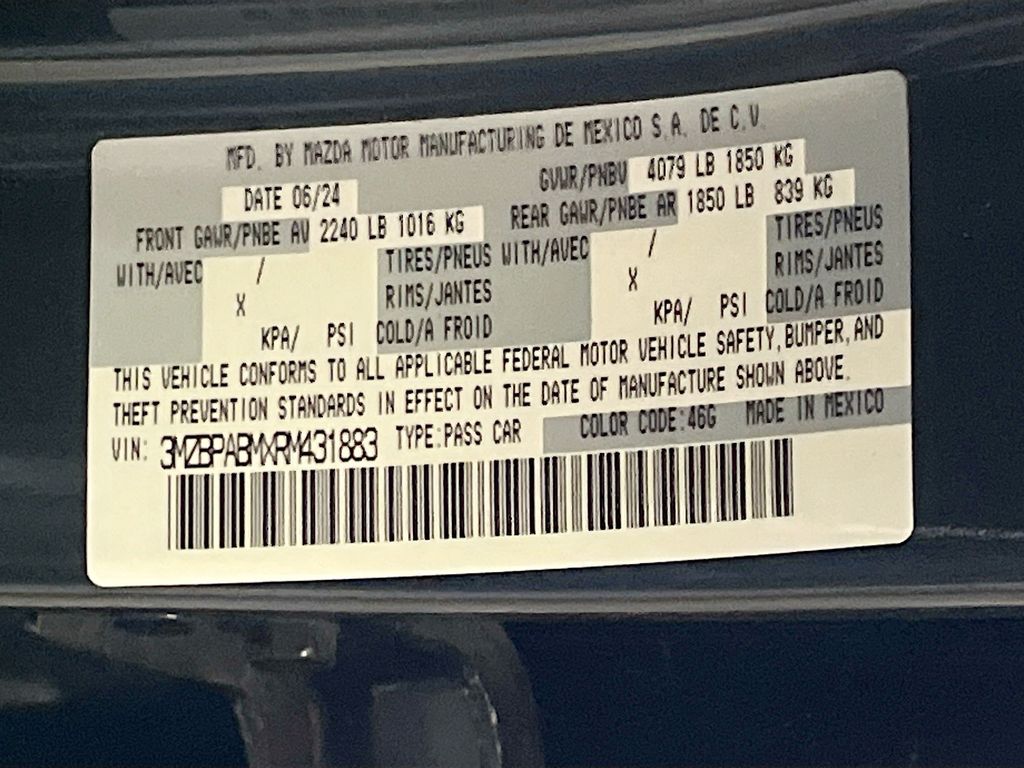 MFD. BY MAZDA MOTOR MANUFACTURING DE MEXICO S.A. DE C.V.
DATE 06/24 GVWR/PNBV 4079 LB 1850 KG
FRONT GAWR/PNBE AV 2240 LB 1016 KG REAR GAWR/PNBE AR 1850 LB 839 KG
WITH/AVEC / TIRES/PNEUS WITH/AVEC / TIRES/PNEUS
X RIMS/JANTES X RIMS/JANTES
KPA/ PSI COLD/A FROID KPA/ PSI COLD/A FROID
THIS VEHICLE CONFORMS TO ALL APPLICABLE FEDERAL MOTOR VEHICLE SAFETY, BUMPER, AND
THEFT PREVENTION STANDARDS IN EFFECT ON THE DATE OF MANUFACTURE SHOWN ABOVE.
VIN: 3MZBPABMXRM431883 TYPE:PASS CAR COLOR CODE:46G MADE IN MEXICO